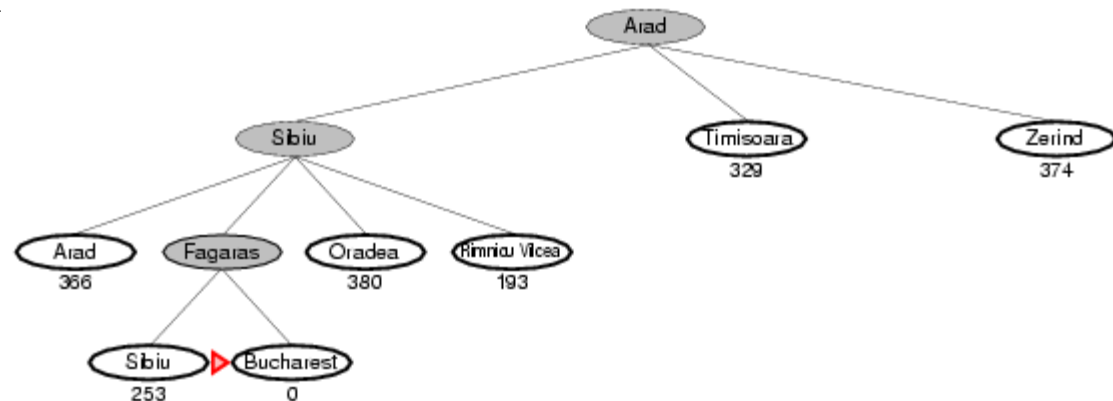 Arad
Sibiu
Timisoara
Zerind
329
374
Arad
Fagaras
Oradea
Rimnicu Vilcea
366
380
193
Sibiu
Bucharest
253
0